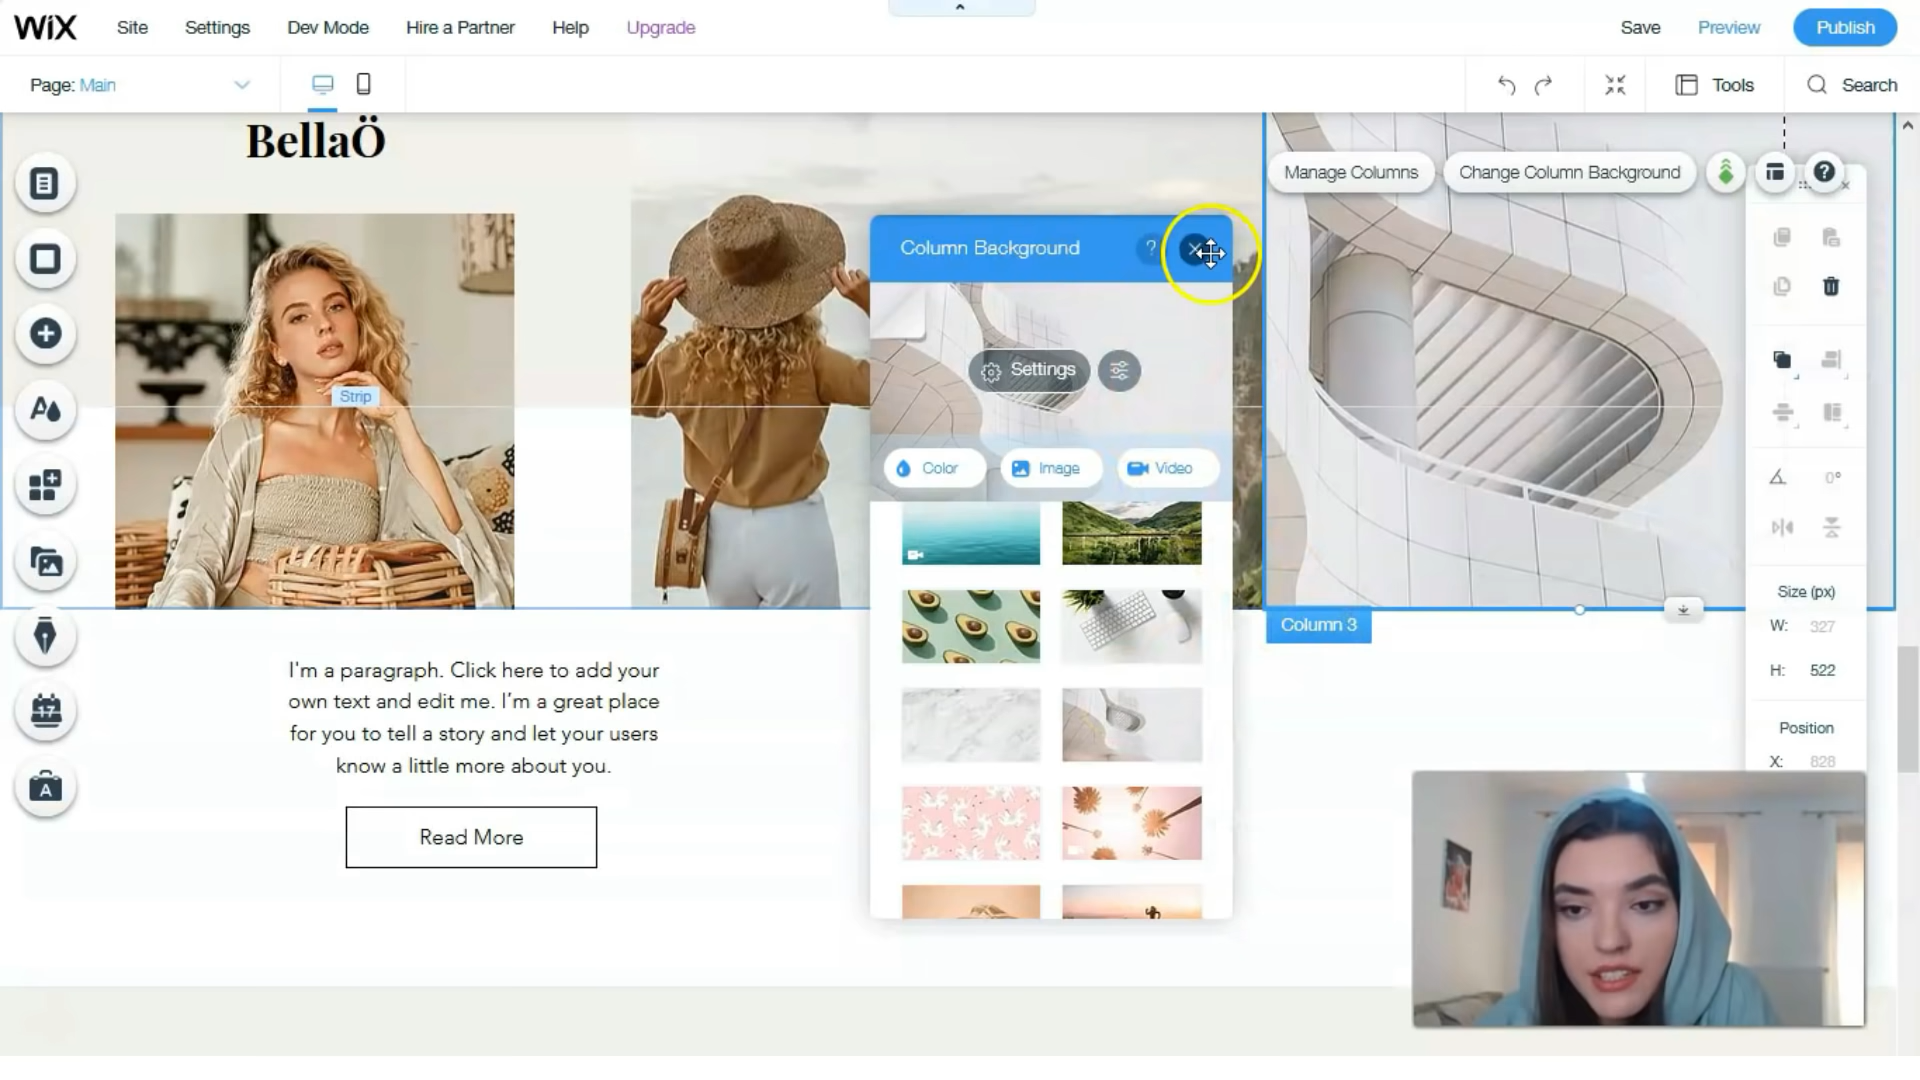 WiX
Site
Settings
Dev Mode
Hire a Partner
Help
Upgrade
Save
Preview
Publish
Page: Main
Tools
Search
BellaÖ
Manage Columns
Change Column Background
?
Column Background
?
Settings
Strip
Color
Image
Video
0°
Size (px)
W: 327
H: 522
Position
X: 828
Column 3
17
A
I'm a paragraph. Click here to add your
own text and edit me. I'm a great place
for you to tell a story and let your users
know a little more about you.
Read More